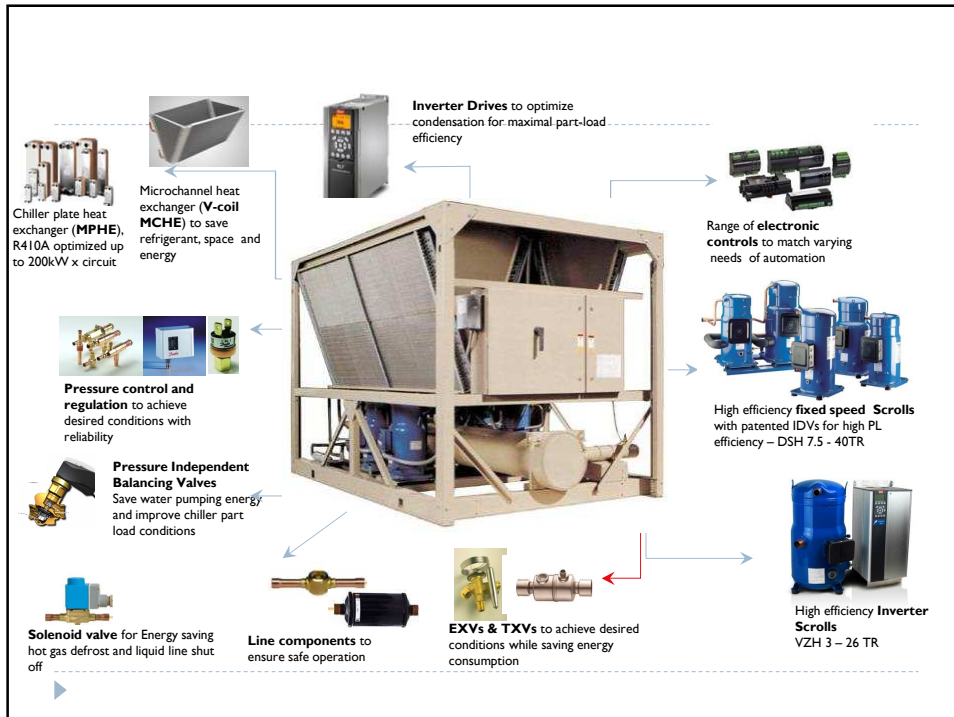 Inverter Drives to optimize
condensation for maximal part-load
efficiency
Microchannel heat
exchanger (V-coil
MCHE) to save
refrigerant, space and
energy
Chiller plate heat
exchanger (MPHE),
R410A optimized up
to 200kW x circuit
Range of electronic
controls to match varying
needs of automation
Pressure control and
regulation to achieve
desired conditions with
reliability
High efficiency fixed speed Scrolls
with patented IDVs for high PL
efficiency – DSH 7.5 - 40TR
Pressure Independent
Balancing Valves
Save water pumping energy
and improve chiller part
load conditions
Solenoid valve for Energy saving
hot gas defrost and liquid line shut
off
Line components to
ensure safe operation
EXVs & TXVs to achieve desired
conditions while saving energy
consumption
High efficiency Inverter
Scrolls
VZH 3 – 26 TR